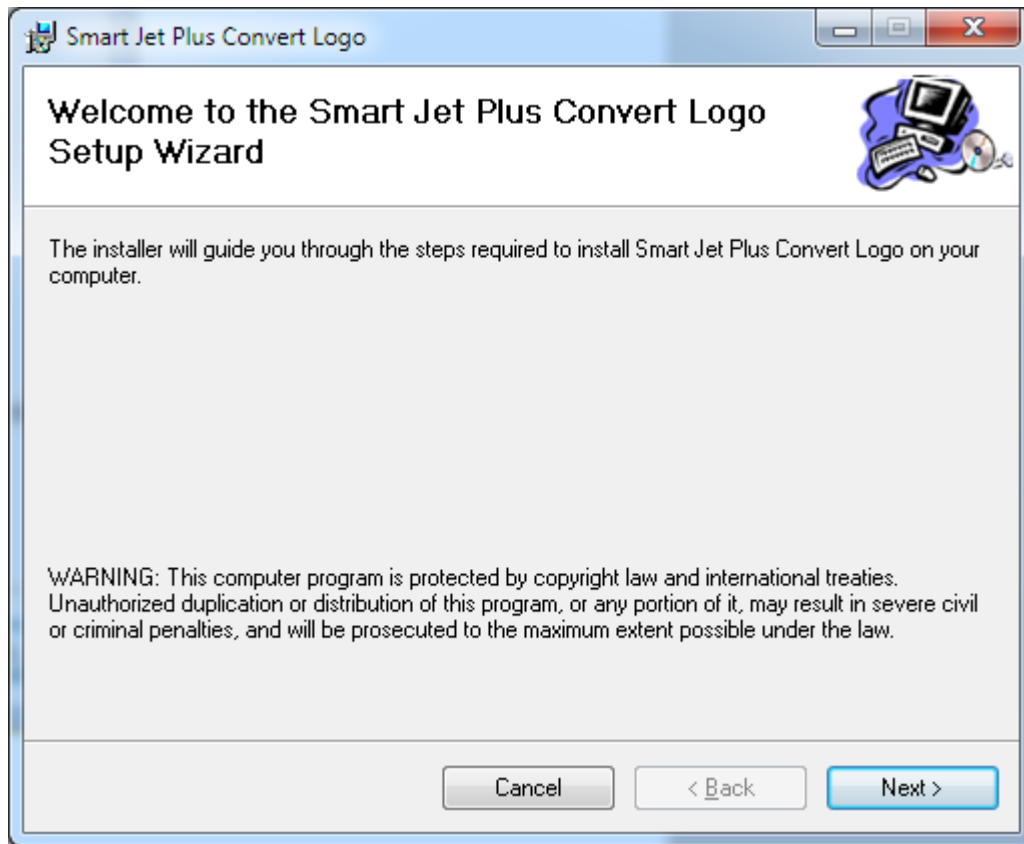 Smart Jet Plus Convert Logo
Welcome to the Smart Jet Plus Convert Logo
Setup Wizard
The installer will guide you through the steps required to install Smart Jet Plus Convert Logo on your
computer.
WARNING: This computer program is protected by copyright law and international treaties.
Unauthorized duplication or distribution of this program, or any portion of it, may result in severe civil
or criminal penalties, and will be prosecuted to the maximum extent possible under the law.
Cancel < Back Next >